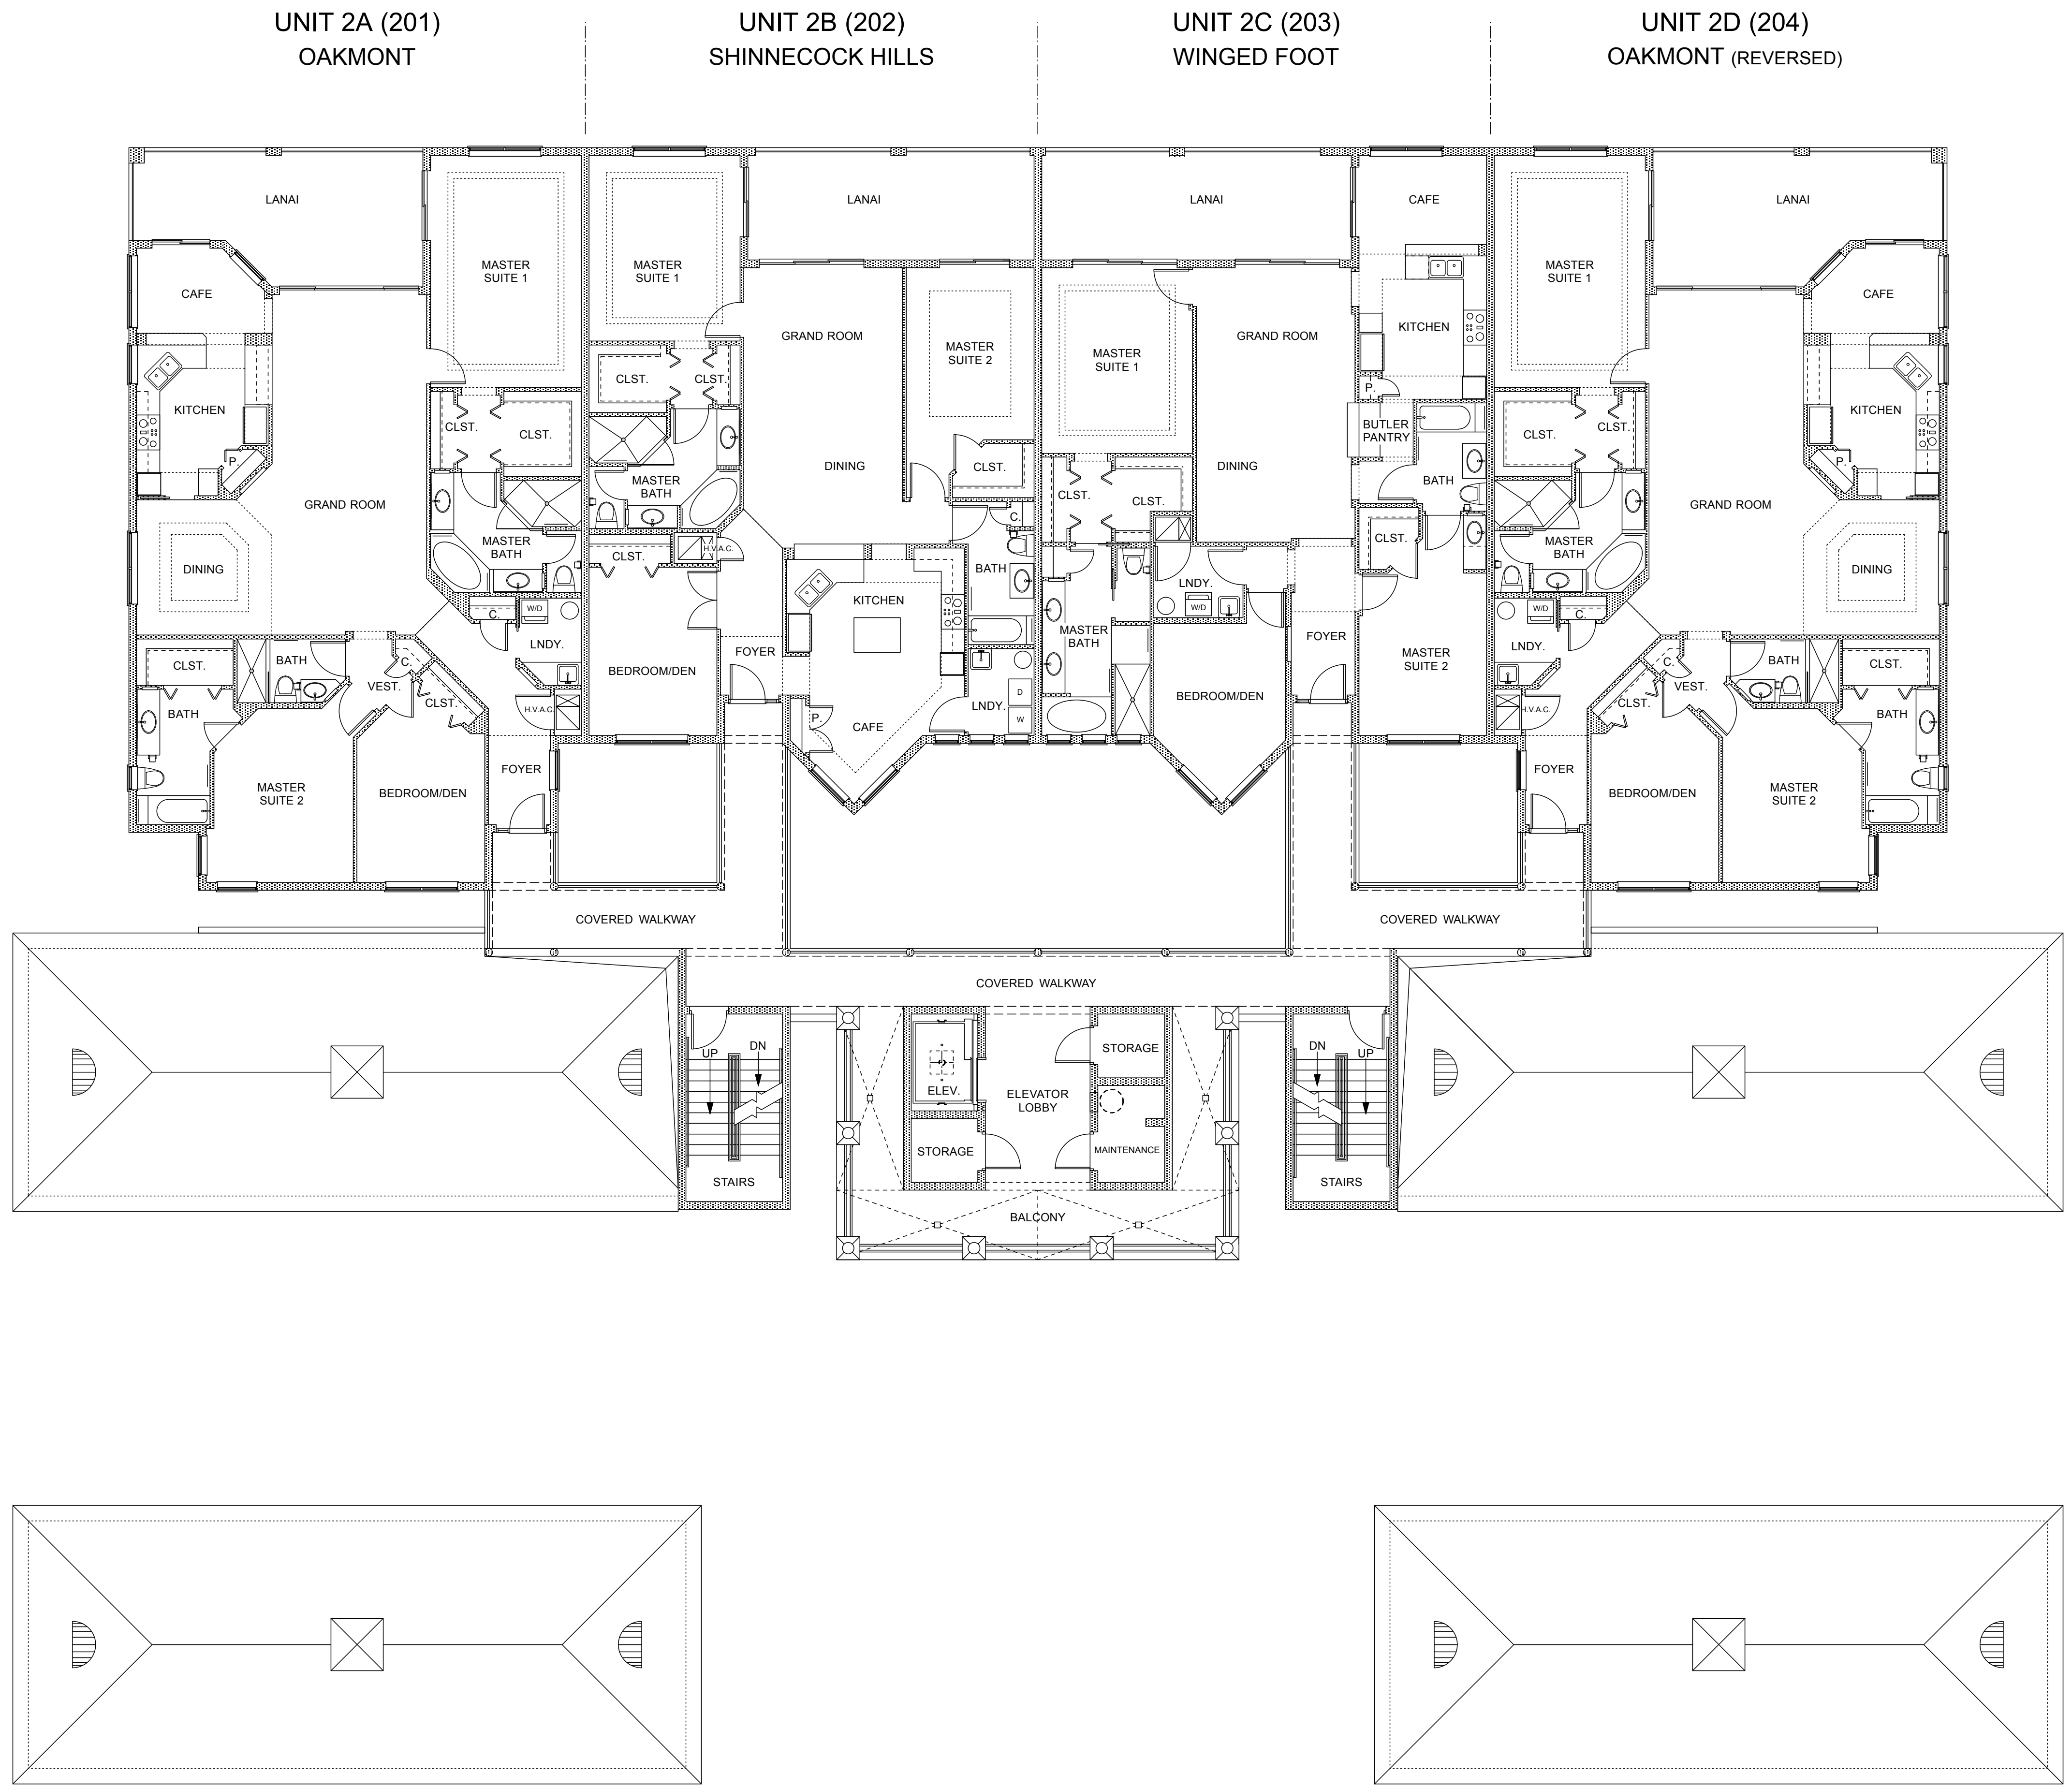 UNIT 2A (201)
OAKMONT
UNIT 2B (202)
SHINNECOCK HILLS
UNIT 2C (203)
WINGED FOOT
UNIT 2D (204)
OAKMONT (REVERSED)
LANAI
CAFE
MASTER
SUITE 1
KITCHEN
P.
CLST.
CLST.
GRAND ROOM
MASTER
BATH
DINING
C.
W/D
LNDY.
CLST.
BATH
C.
VEST.
CLST.
BATH
H.V.A.C.
FOYER
MASTER
SUITE 2
BEDROOM/DEN
MASTER
SUITE 1
LANAI
GRAND ROOM
MASTER
SUITE 2
CLST.
CLST.
DINING
CLST.
MASTER
BATH
C.
H.V.A.C.
CLST.
BATH
KITCHEN
FOYER
BEDROOM/DEN
D
W
LNDY.
P.
CAFE
LANAI
CAFE
GRAND ROOM
KITCHEN
MASTER
SUITE 1
P.
BUTLER
PANTRY
DINING
BATH
CLST.
CLST.
CLST.
LNDY.
W/D
MASTER
BATH
FOYER
MASTER
SUITE 2
BEDROOM/DEN
LANAI
MASTER
SUITE 1
CAFE
KITCHEN
CLST.
CLST.
P.
GRAND ROOM
MASTER
BATH
DINING
W/D
C.
LNDY.
C.
BATH
CLST.
VEST.
CLST.
BATH
H.V.A.C.
FOYER
BEDROOM/DEN
MASTER
SUITE 2
COVERED WALKWAY
COVERED WALKWAY
COVERED WALKWAY
UP
DN
STAIRS
ELEV.
STORAGE
ELEVATOR
LOBBY
STORAGE
MAINTENANCE
BALCONY
DN
UP
STAIRS